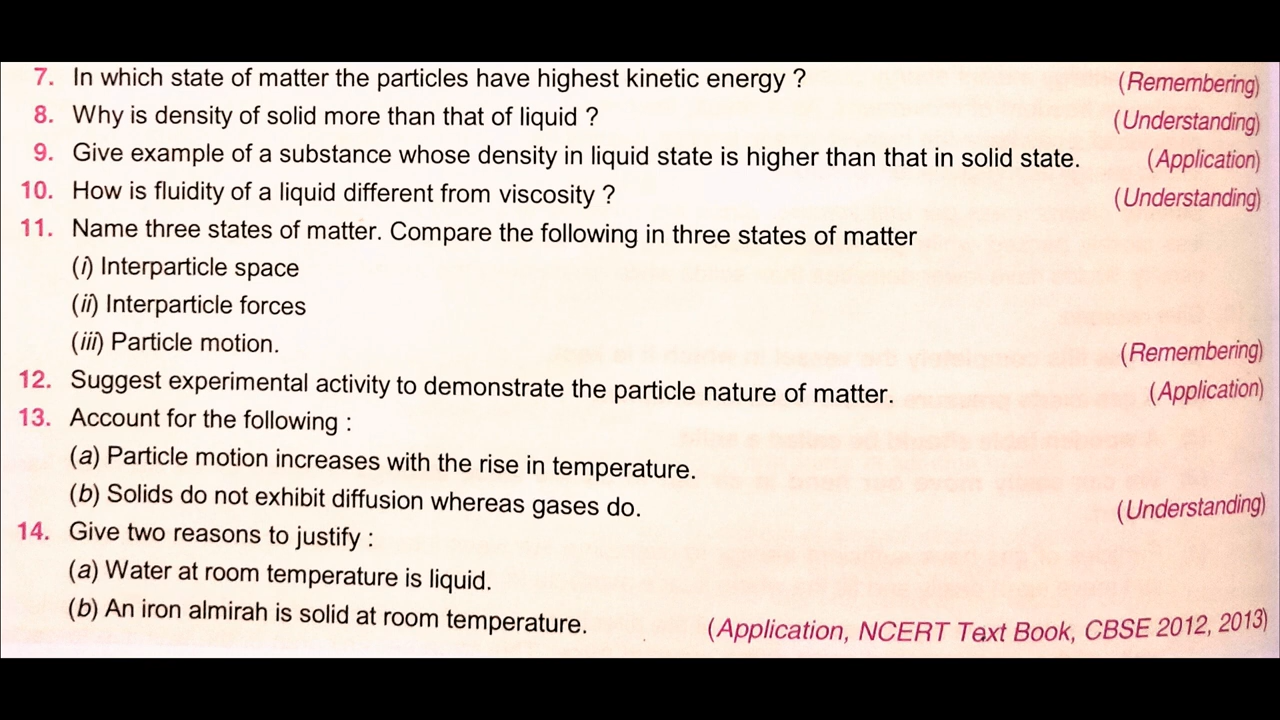 7. In which state of matter the particles have highest kinetic energy ? (Remembering)
8. Why is density of solid more than that of liquid ? (Understanding)
9. Give example of a substance whose density in liquid state is higher than that in solid state. (Application)
10. How is fluidity of a liquid different from viscosity ? (Understanding)
11. Name three states of matter. Compare the following in three states of matter
(i) Interparticle space
(ii) Interparticle forces
(iii) Particle motion. (Remembering)
12. Suggest experimental activity to demonstrate the particle nature of matter. (Application)
13. Account for the following :
(a) Particle motion increases with the rise in temperature.
(b) Solids do not exhibit diffusion whereas gases do. (Understanding)
14. Give two reasons to justify :
(a) Water at room temperature is liquid.
(b) An iron almirah is solid at room temperature. (Application, NCERT Text Book, CBSE 2012, 2013)